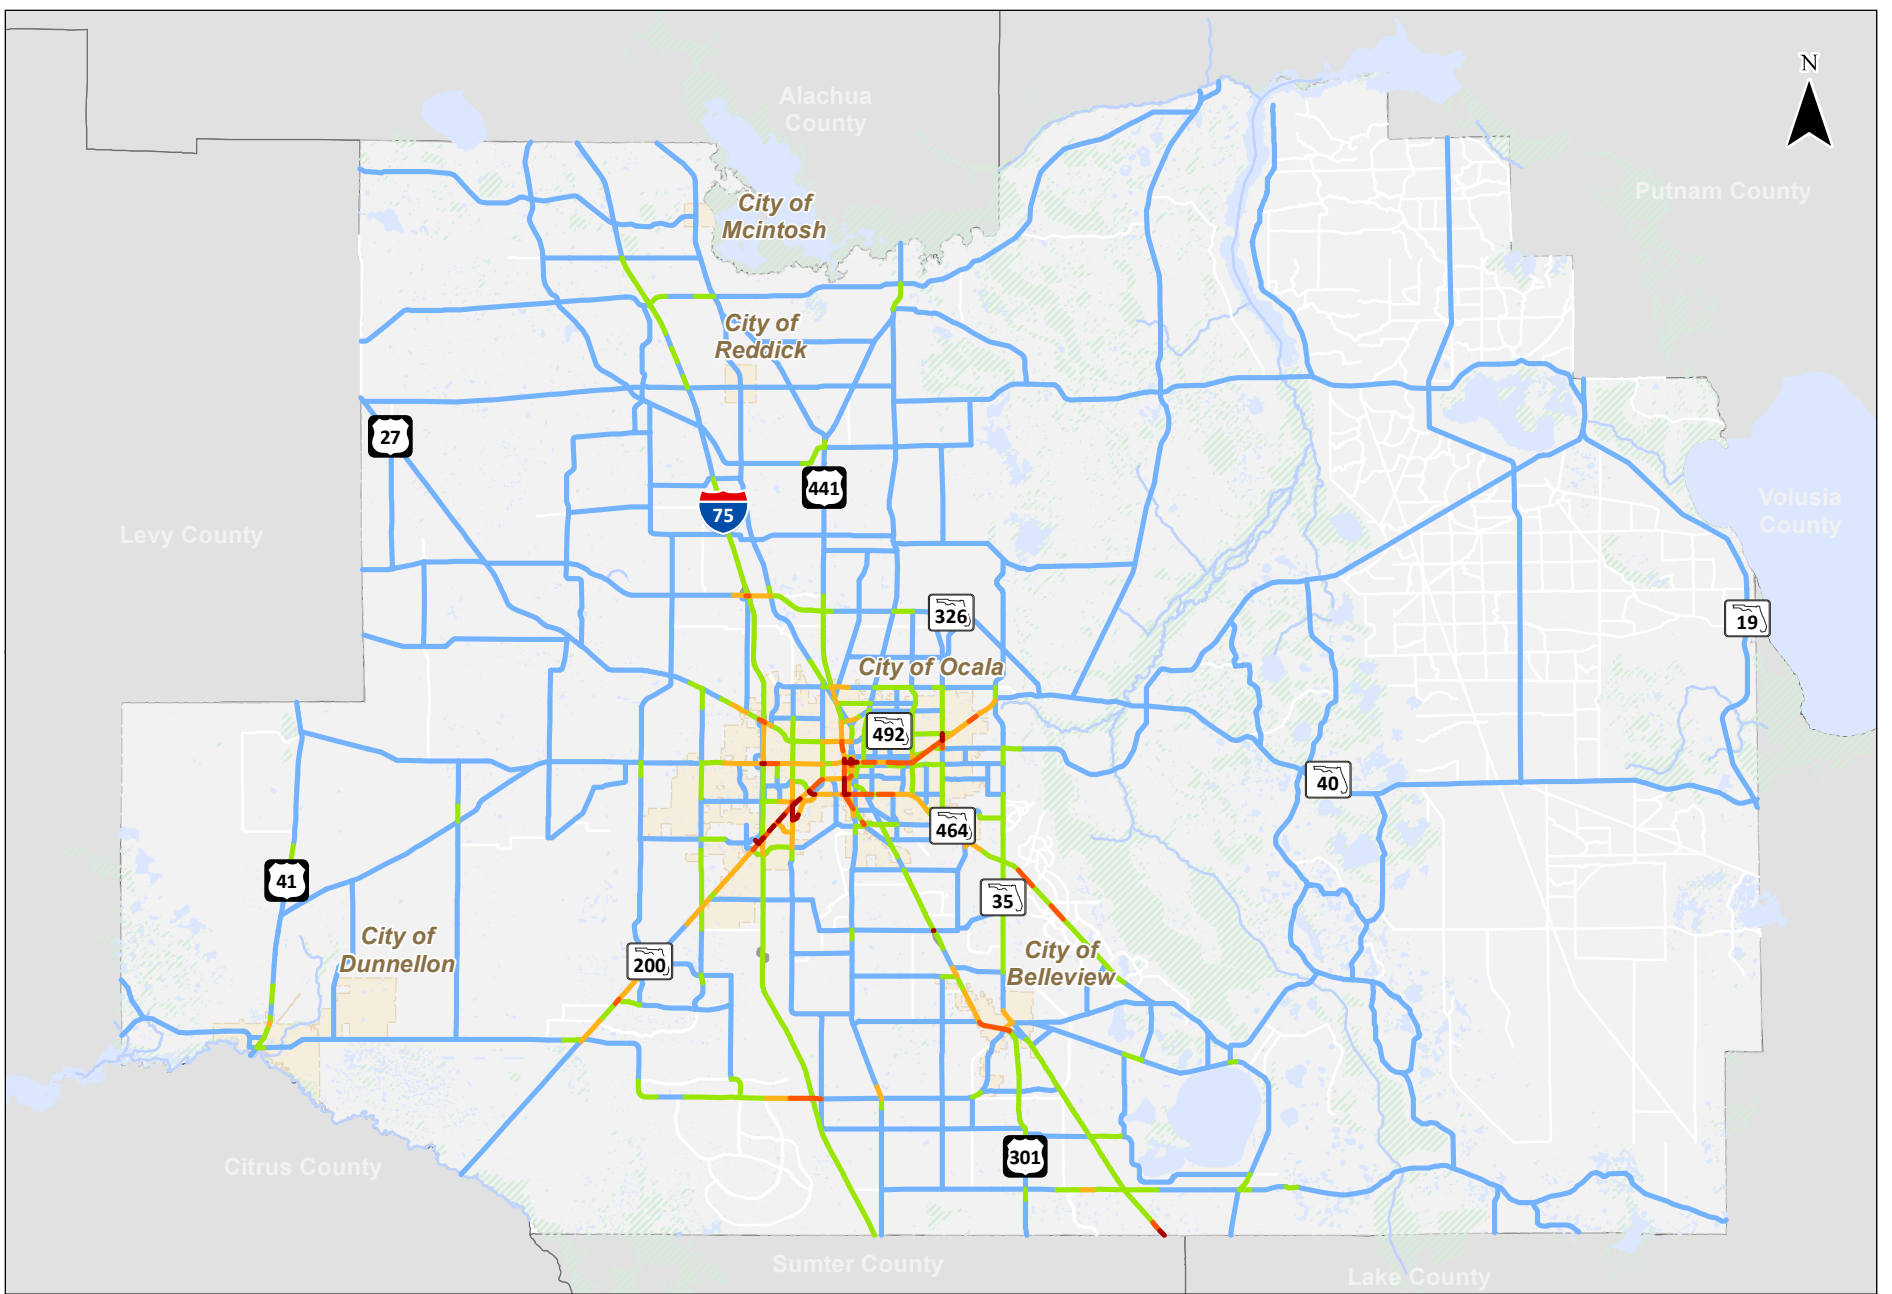 N
Alachua
County
Putnam County
City of
Mcintosh
City of
Reddick
27
441
75
Levy County
Volusia
County
326
19
City of Ocala
492
40
464
41
35
City of
Dunnellon
200
City of
Belleview
301
Citrus County
Sumter County
Lake County